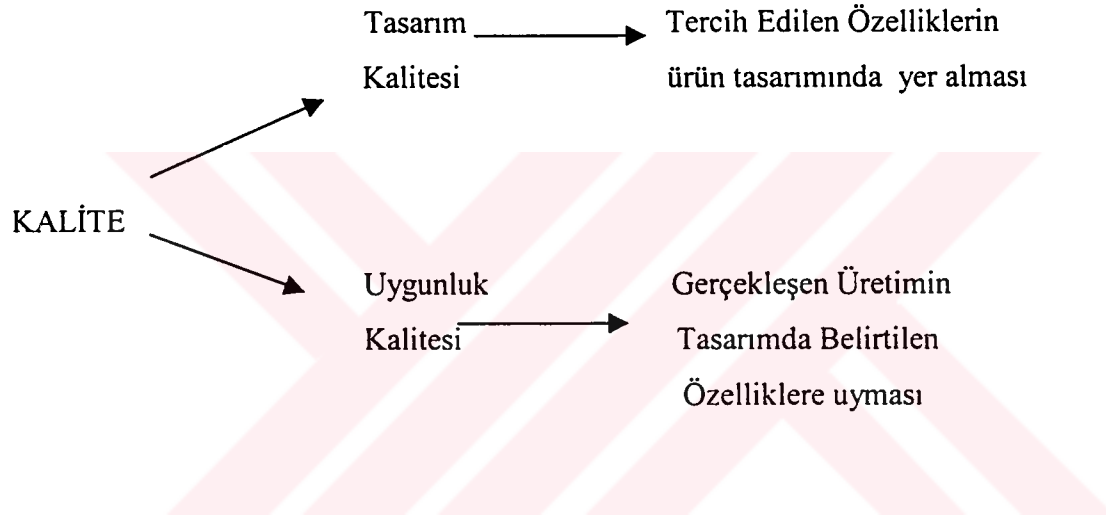 Tasarım
Kalitesi
Tercih Edilen Özelliklerin
ürün tasarımında yer alması
KALİTE
Uygunluk
Kalitesi
Gerçekleşen Üretimin
Tasarımda Belirtilen
Özelliklere uyması